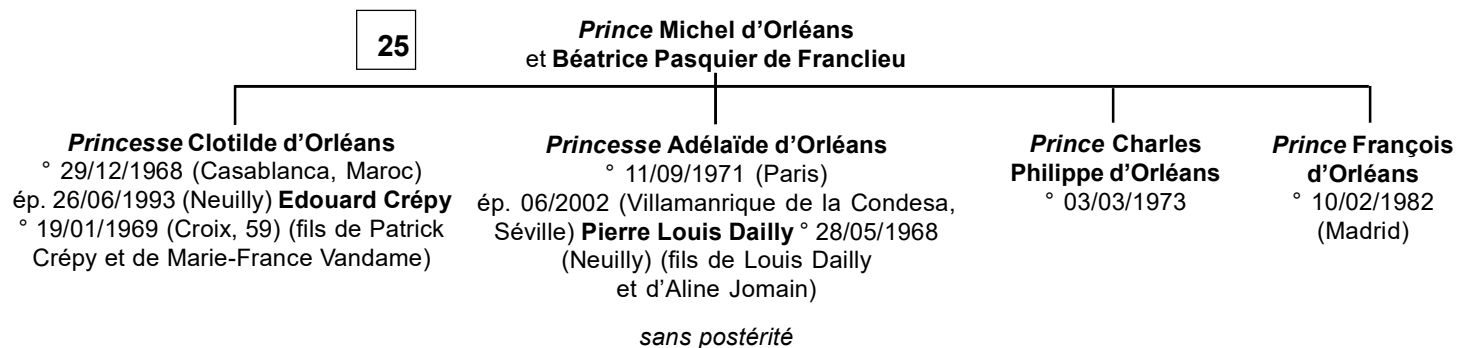 25
Prince Michel d’Orléans
et Béatrice Pasquier de Franclieu
Princesse Clotilde d’Orléans
° 29/12/1968 (Casablanca, Maroc)
ép. 26/06/1993 (Neuilly) Edouard Crépy
° 19/01/1969 (Croix, 59) (fils de Patrick
Crépy et de Marie-France Vandame)
Princesse Adélaïde d’Orléans
° 11/09/1971 (Paris)
ép. 06/2002 (Villamanrique de la Condesa,
Séville) Pierre Louis Dailly ° 28/05/1968
(Neuilly) (fils de Louis Dailly
et d’Aline Jomain)
sans postérité
Prince Charles
Philippe d’Orléans
° 03/03/1973
Prince François
d’Orléans
° 10/02/1982
(Madrid)